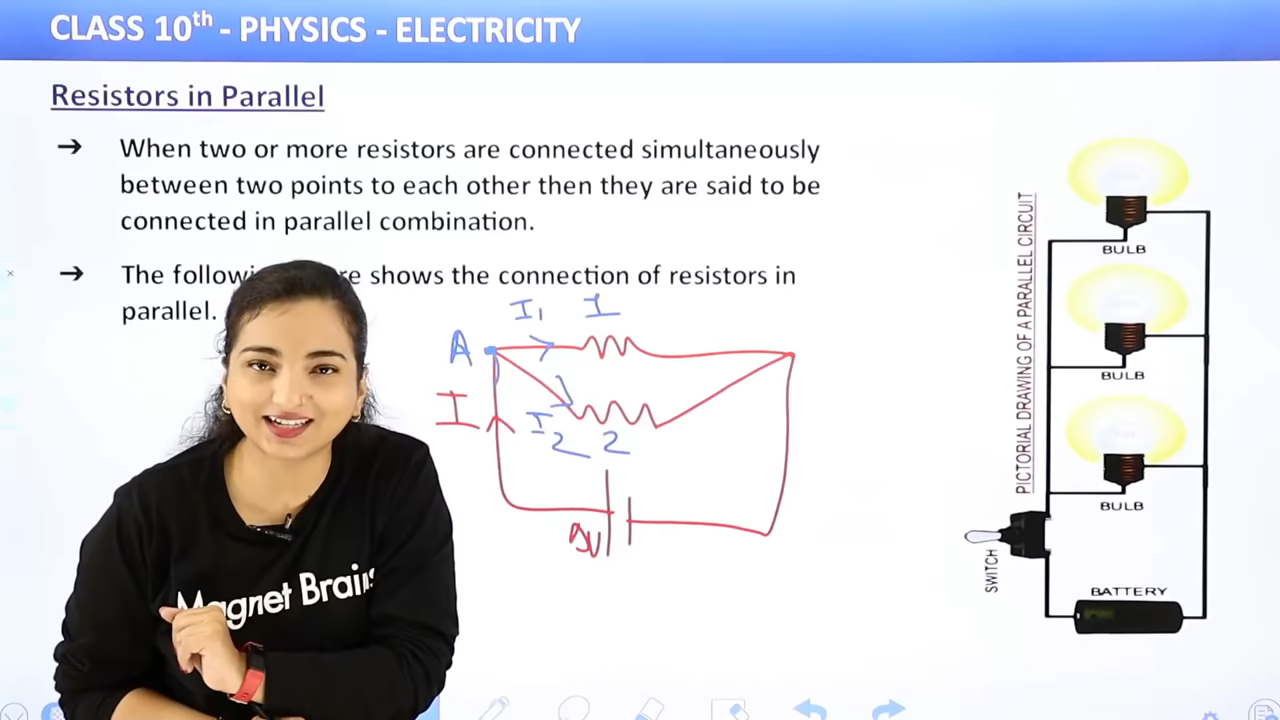 CLASS 10th - PHYSICS - ELECTRICITY
Resistors in Parallel
➔ When two or more resistors are connected simultaneously
between two points to each other then they are said to be
connected in parallel combination.
➔ The shows the connection of resistors in
parallel.
I₁ 1
A
I
I₂ 2
9V
Magnet Brains
PICTORIAL DRAWING OF A PARALLEL CIRCUIT
BULB
BULB
BULB
SWITCH
BATTERY